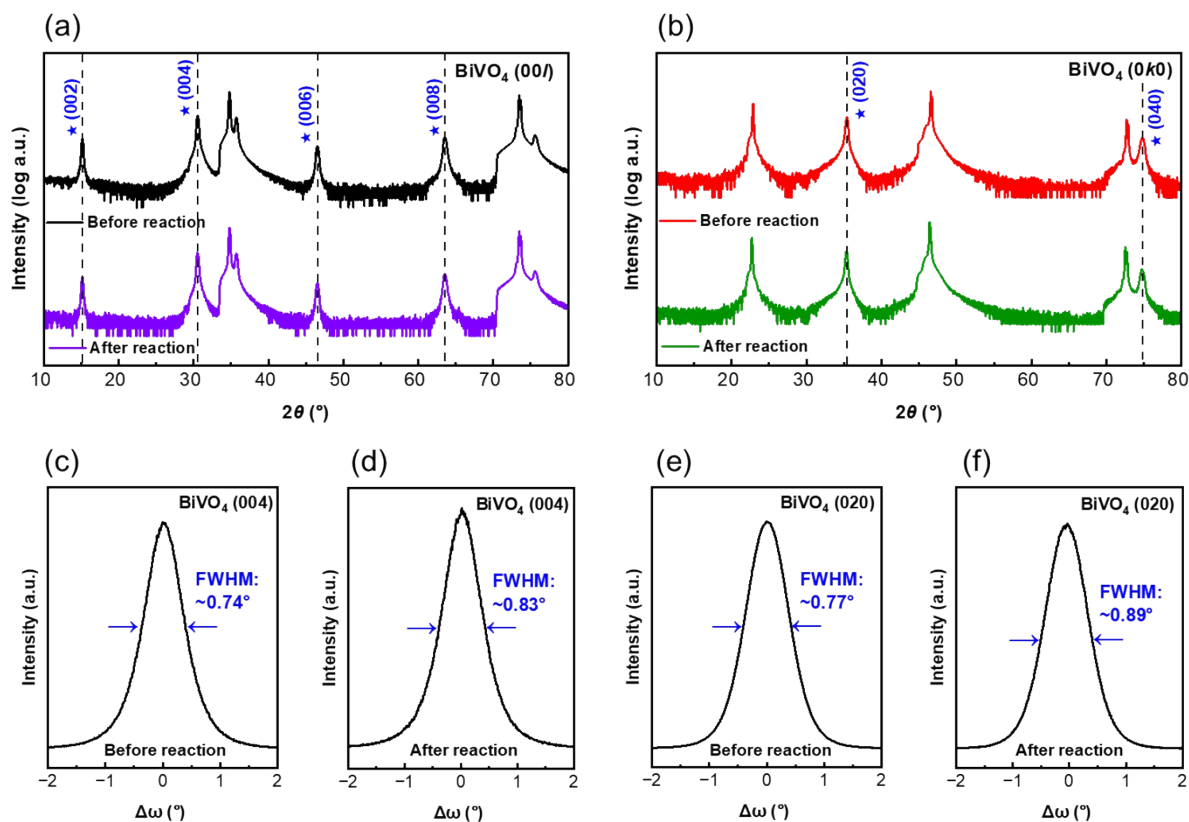 (a)
BiVO₄ (00l)
★ (002)
★ (004)
★ (006)
★ (008)
Before reaction
After reaction
Intensity (log a.u.)
10 20 30 40 50 60 70 80
2θ (°)
(b)
BiVO₄ (0k0)
★ (020)
★ (040)
Before reaction
After reaction
Intensity (log a.u.)
10 20 30 40 50 60 70 80
2θ (°)
(c)
BiVO₄ (004)
FWHM:
~0.74°
Before reaction
Intensity (a.u.)
−2 −1 0 1 2
Δω (°)
(d)
BiVO₄ (004)
FWHM:
~0.83°
After reaction
Intensity (a.u.)
−2 −1 0 1 2
Δω (°)
(e)
BiVO₄ (020)
FWHM:
~0.77°
Before reaction
Intensity (a.u.)
−2 −1 0 1 2
Δω (°)
(f)
BiVO₄ (020)
FWHM:
~0.89°
After reaction
Intensity (a.u.)
−2 −1 0 1 2
Δω (°)